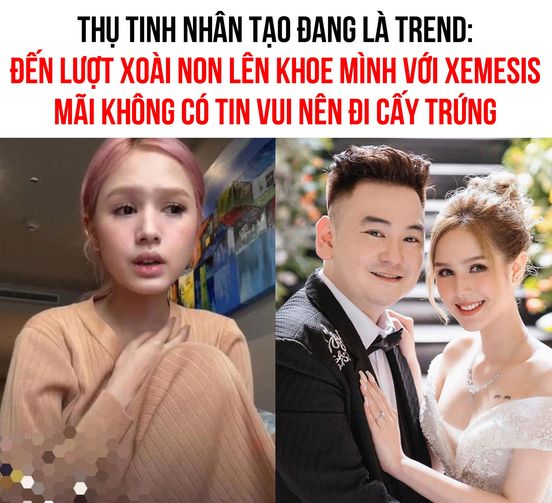 THỤ TINH NHÂN TẠO ĐANG LÀ TREND:
ĐẾN LƯỢT XOÀI NON LÊN KHOE MÌNH VỚI XEMESIS
MÃI KHÔNG CÓ TIN VUI NÊN ĐI CẤY TRỨNG